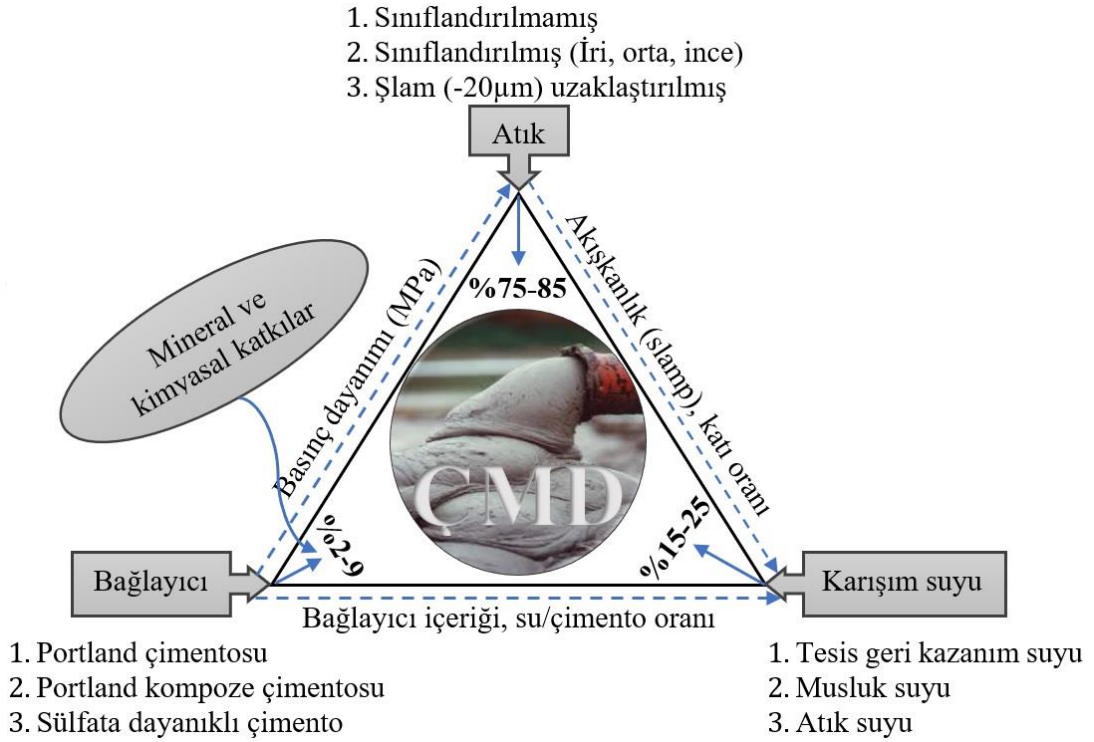 1. Sınıflandırılmamış
2. Sınıflandırılmış (İri, orta, ince)
3. Şlam (-20µm) uzaklaştırılmış
Atık
Basınç dayanımı (MPa)
Akışkanlık (slamp), katı oranı
%75-85
Mineral ve
kimyasal katkılar
ÇMD
%2-9
%15-25
Bağlayıcı
Karışım suyu
Bağlayıcı içeriği, su/çimento oranı
1. Portland çimentosu
2. Portland kompoze çimentosu
3. Sülfata dayanıklı çimento
1. Tesis geri kazanım suyu
2. Musluk suyu
3. Atık suyu